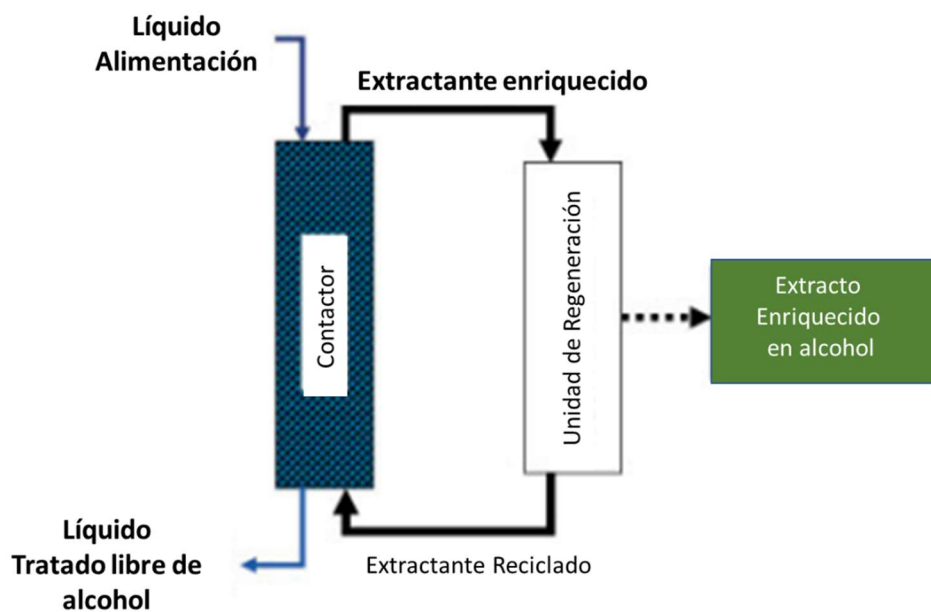 Líquido
Alimentación
Extractante enriquecido
Contactor
Unidad de Regeneración
Extracto
Enriquecido
en alcohol
Líquido
Tratado libre de
alcohol
Extractante Reciclado